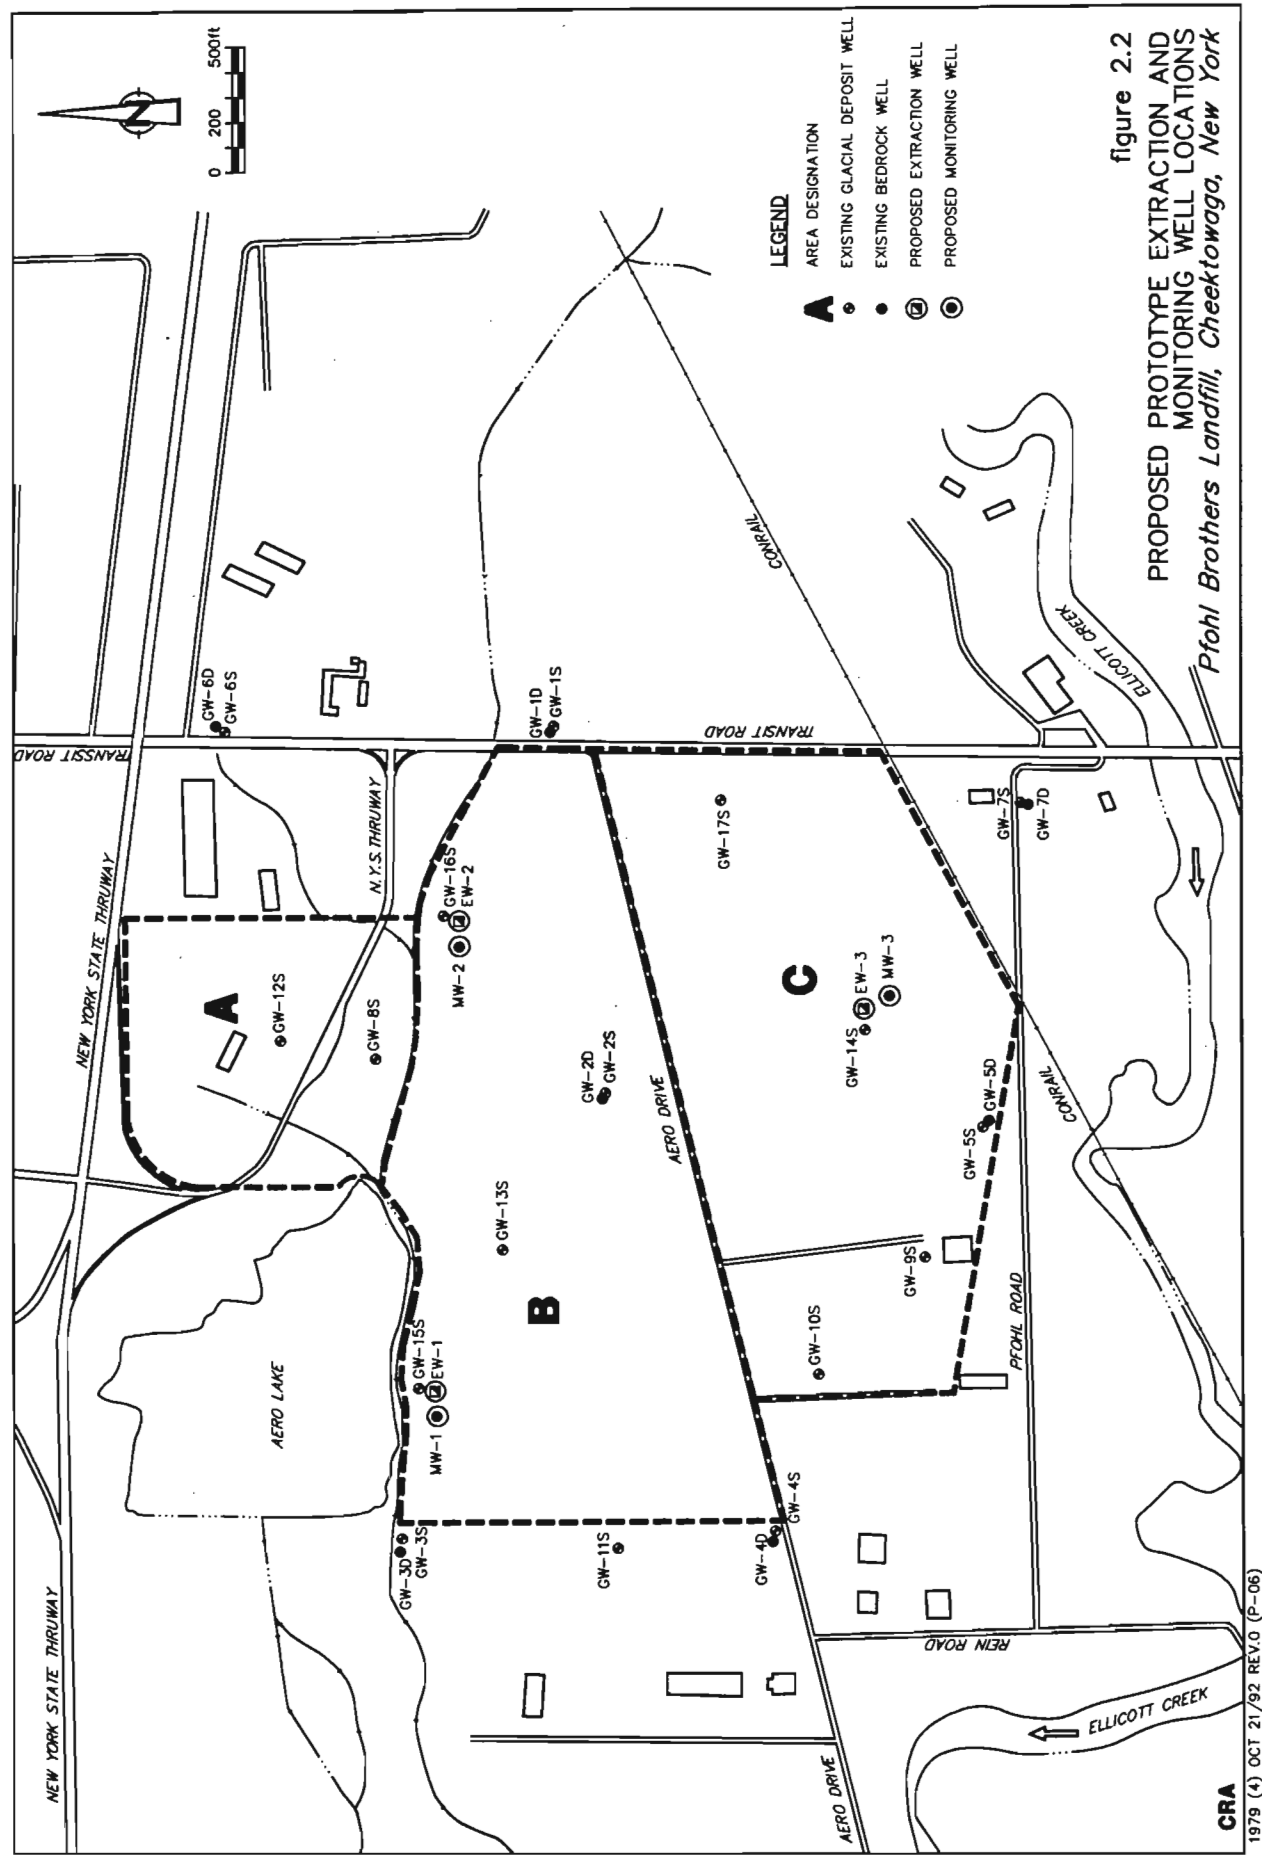 NEW YORK STATE THRUWAY
NEW YORK STATE THRUWAY
TRANSSIT ROAD
N
0 200 500ft
A
N.Y.S. THRUWAY
GW-6D
GW-6S
GW-12S
GW-8S
AERO LAKE
GW-3D
GW-3S
MW-1
GW-15S
EW-1
GW-13S
MW-2
GW-16S
EW-2
GW-1D
GW-1S
B
GW-2D
GW-2S
GW-11S
AERO DRIVE
GW-17S
TRANSIT ROAD
CONRAIL
GW-4D
GW-4S
C
GW-10S
GW-14S
EW-3
MW-3
GW-9S
GW-5S
GW-5D
GW-7S
GW-7D
AERO DRIVE
REIN ROAD
PFOHL ROAD
CONRAIL
ELLICOTT CREEK
ELLICOTT CREEK
LEGEND
A AREA DESIGNATION
EXISTING GLACIAL DEPOSIT WELL
EXISTING BEDROCK WELL
PROPOSED EXTRACTION WELL
PROPOSED MONITORING WELL
figure 2.2
PROPOSED PROTOTYPE EXTRACTION AND
MONITORING WELL LOCATIONS
Pfohl Brothers Landfill, Cheektowaga, New York
CRA
1979 (4) OCT 21/92 REV.0 (P-06)